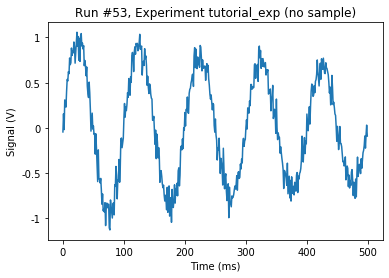 Run #53, Experiment tutorial_exp (no sample)
1
0.5
0
-0.5
-1
Signal (V)
0 100 200 300 400 500
Time (ms)